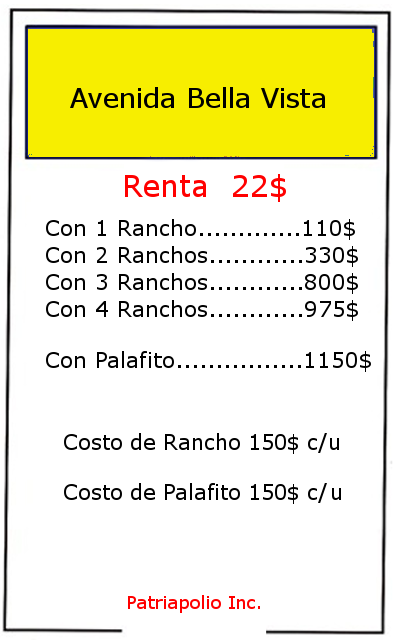 Avenida Bella Vista
Renta 22$
Con 1 Rancho.............110$
Con 2 Ranchos............330$
Con 3 Ranchos............800$
Con 4 Ranchos............975$
Con Palafito................1150$
Costo de Rancho 150$ c/u
Costo de Palafito 150$ c/u
Patriapolio Inc.